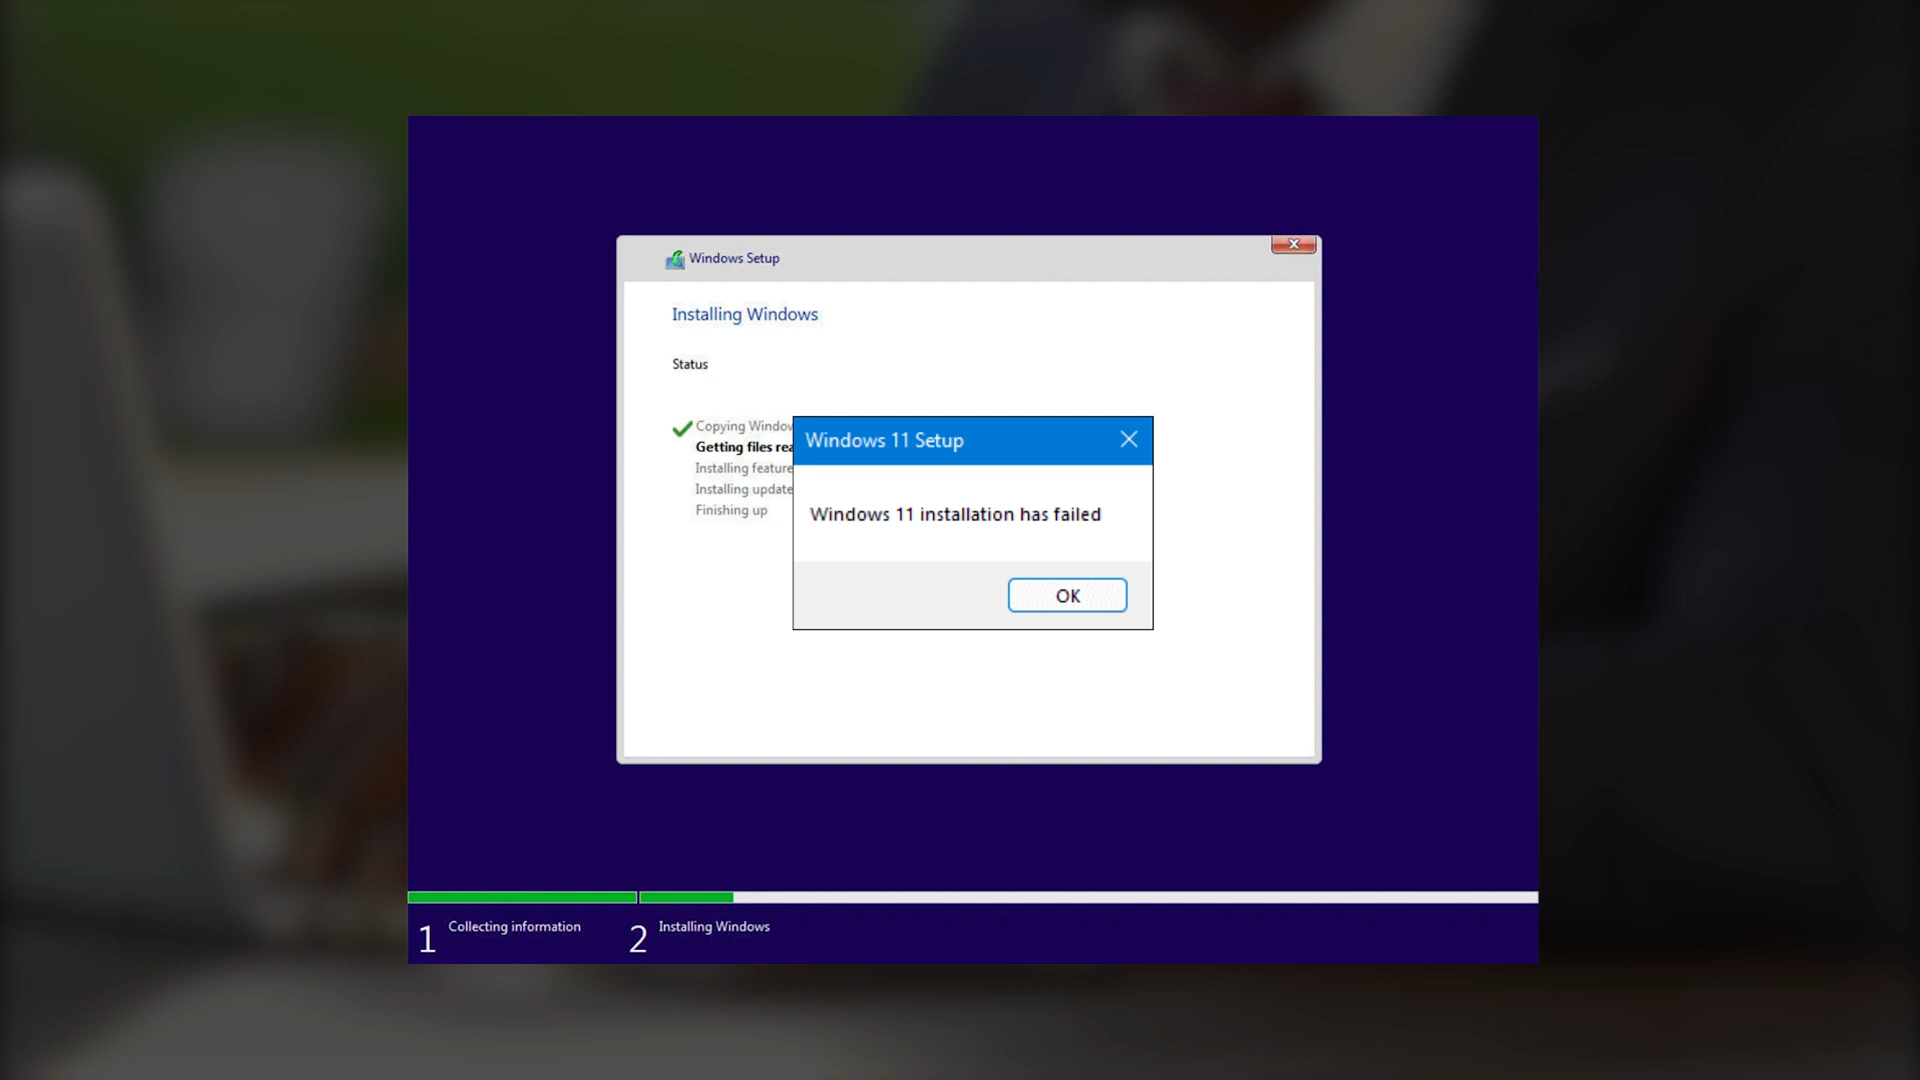 Windows Setup
Installing Windows
Status
Copying Window
Getting files rea
Installing feature
Installing update
Finishing up
Windows 11 Setup
Windows 11 installation has failed
OK
1 Collecting information
2 Installing Windows